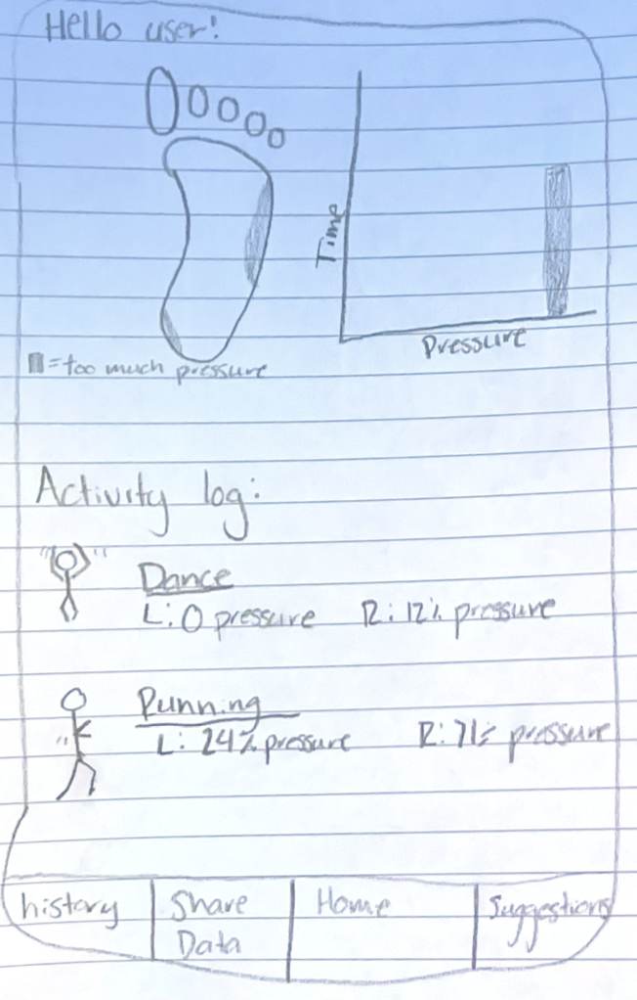 Hello user!
Time
Pressure
= too much pressure
Activity log:
Dance
L: 0 pressure R: 12% pressure
Running
L: 24% pressure R: 71% pressure
history
Share
Data
Home
Suggestions